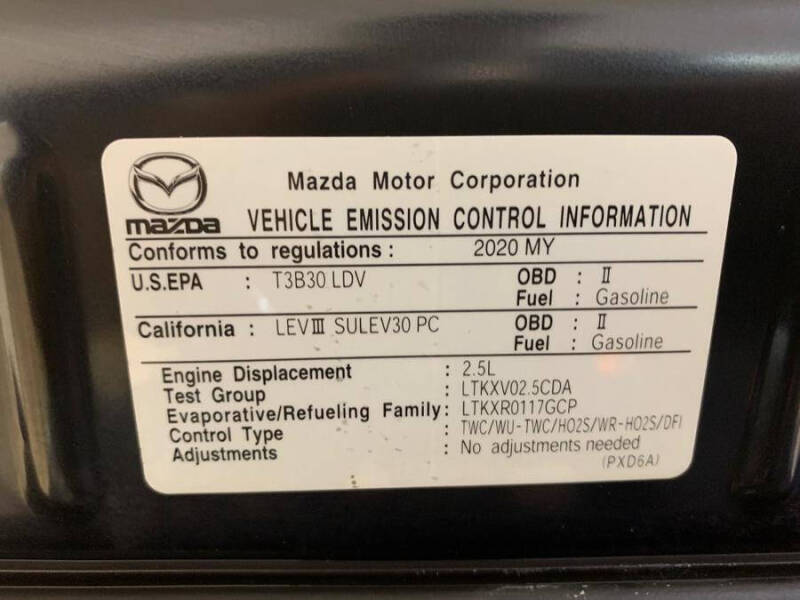 Mazda Motor Corporation
mazda VEHICLE EMISSION CONTROL INFORMATION
Conforms to regulations : 2020 MY
U.S.EPA : T3B30 LDV OBD : II
Fuel : Gasoline
California : LEVIII SULEV30 PC OBD : II
Fuel : Gasoline
Engine Displacement : 2.5L
Test Group : LTKXV02.5CDA
Evaporative/Refueling Family: LTKXR0117GCP
Control Type : TWC/WU-TWC/HO2S/WR-HO2S/DFI
Adjustments : No adjustments needed
(PXD6A)